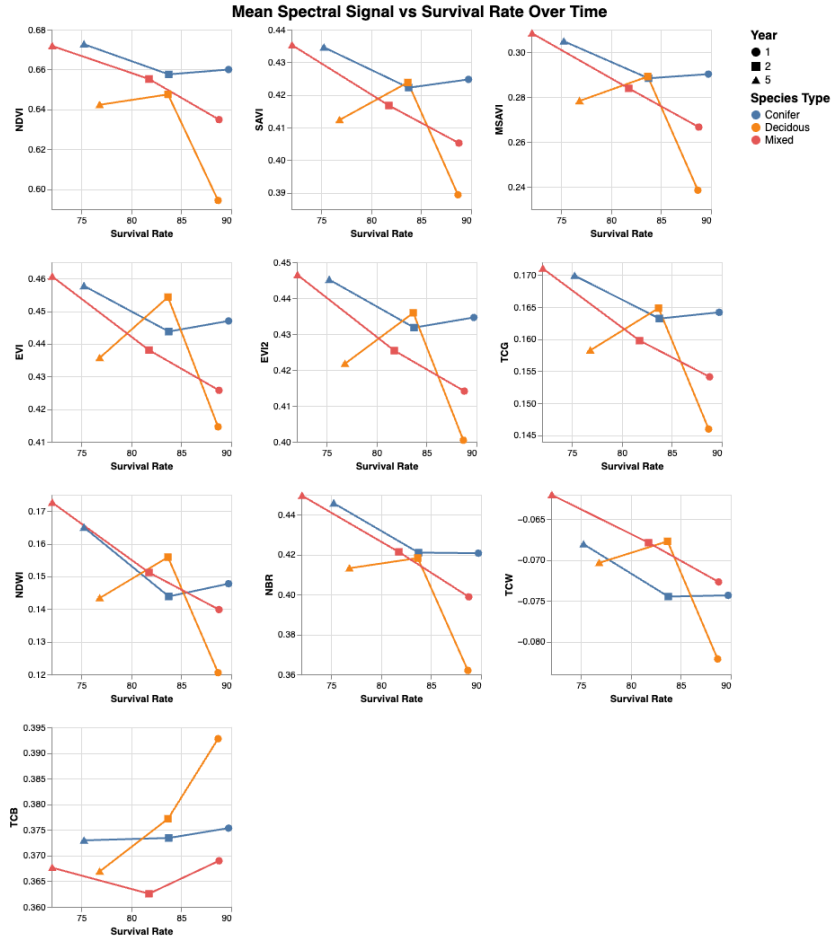 Mean Spectral Signal vs Survival Rate Over Time
0.68
0.66
0.64
0.62
0.60
NDVI
75 80 85 90
Survival Rate
0.44
0.43
0.42
0.41
0.40
0.39
SAVI
75 80 85 90
Survival Rate
0.30
0.28
0.26
0.24
MSAVI
75 80 85 90
Survival Rate
Year
1
2
5
Species Type
Conifer
Decidous
Mixed
0.46
0.45
0.44
0.43
0.42
0.41
EVI
75 80 85 90
Survival Rate
0.45
0.44
0.43
0.42
0.41
0.40
EVI2
75 80 85 90
Survival Rate
0.170
0.165
0.160
0.155
0.150
0.145
TCG
75 80 85 90
Survival Rate
0.17
0.16
0.15
0.14
0.13
0.12
NDWI
75 80 85 90
Survival Rate
0.44
0.42
0.40
0.38
0.36
NBR
75 80 85 90
Survival Rate
−0.065
−0.070
−0.075
−0.080
TCW
75 80 85 90
Survival Rate
0.395
0.390
0.385
0.380
0.375
0.370
0.365
0.360
TCB
75 80 85 90
Survival Rate